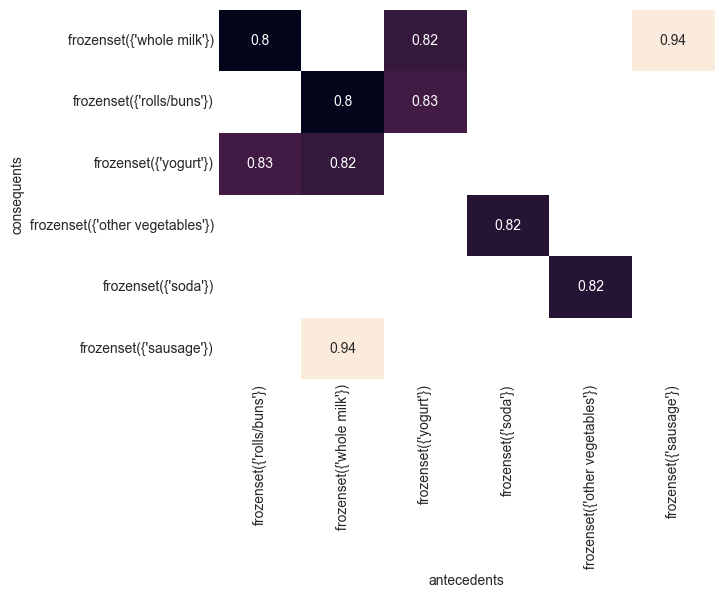 frozenset({'whole milk'}) 0.8 0.82 0.94
frozenset({'rolls/buns'}) 0.8 0.83
frozenset({'yogurt'}) 0.83 0.82
consequents
frozenset({'other vegetables'}) 0.82
frozenset({'soda'}) 0.82
frozenset({'sausage'}) 0.94
frozenset({'rolls/buns'})
frozenset({'whole milk'})
frozenset({'yogurt'})
frozenset({'soda'})
frozenset({'other vegetables'})
frozenset({'sausage'})
antecedents